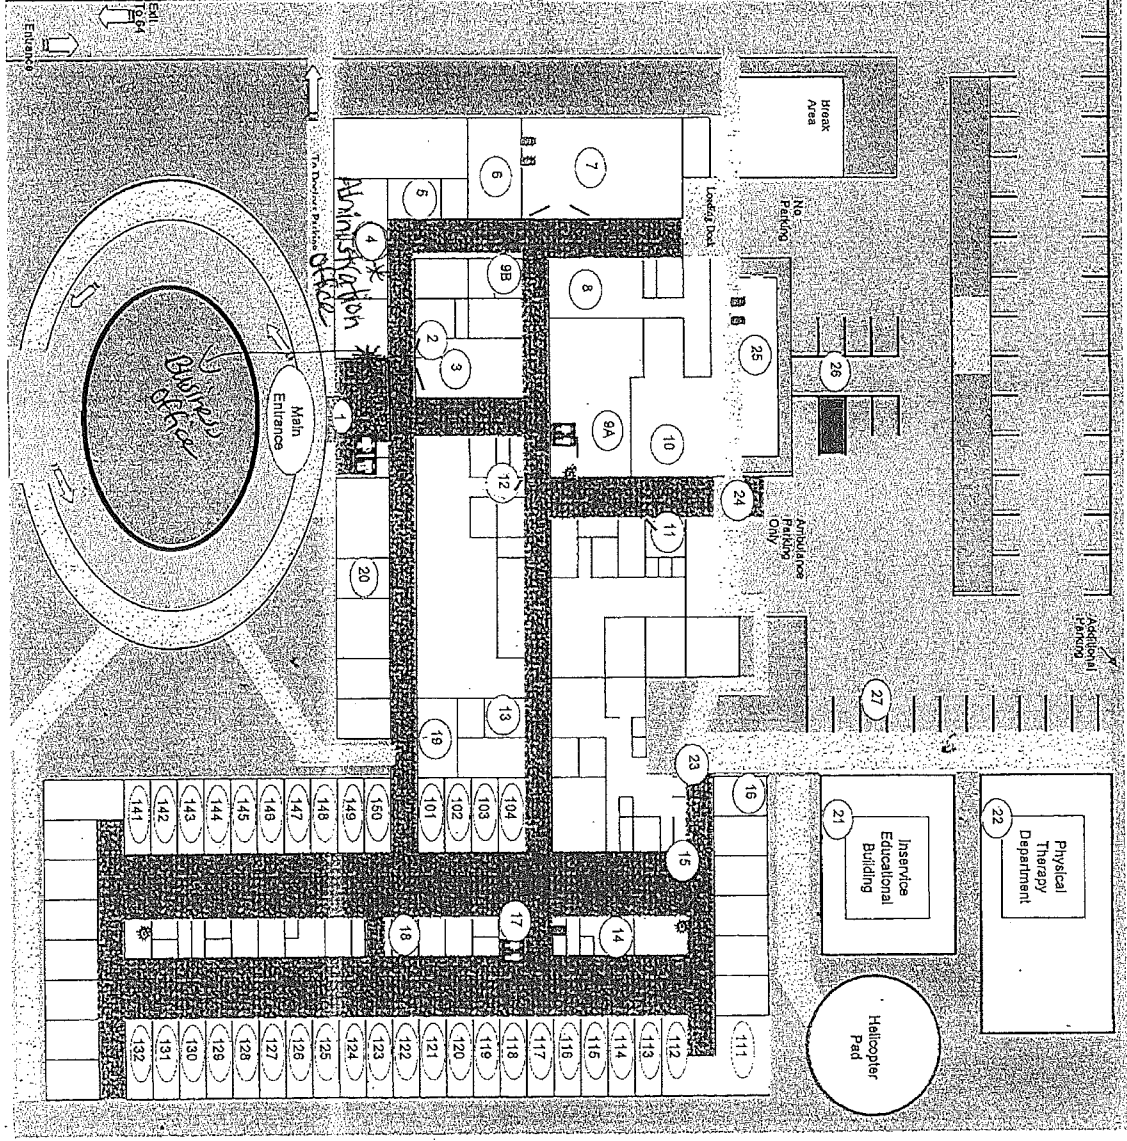 Entrance
Exit
To 64
To Doctors Parking
Break
Area
No
Parking
Loading Dock
7
6
5
4
Administration
office
9B
8
2
3
25
26
1
Main
Entrance
Business
office
9A
10
12
24
Ambulance
Parking
Only
11
20
13
19
Additional
Parking
27
23
16
15
21
Inservice
Educational
Building
22
Physical
Therapy
Department
Helicopter
Pad
141
142
143
144
145
146
147
148
149
150
101
102
103
104
18
17
14
132
131
130
129
128
127
126
125
124
123
122
121
120
119
118
117
116
115
114
113
112
111